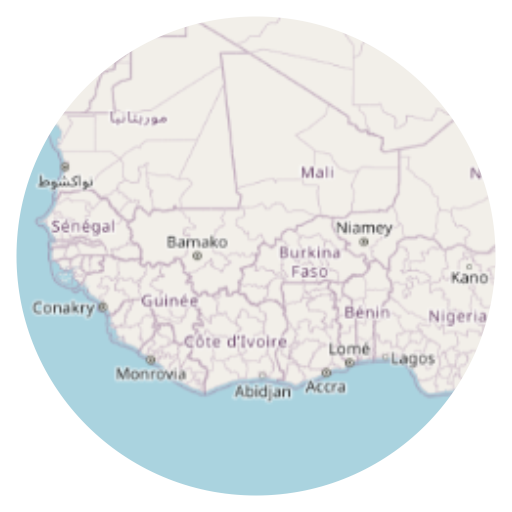 موريتانيا
Mali
N
نواكشوط
Sénégal
Niamey
Bamako
Burkina
Faso
Kano
Guinée
Conakry
Bénin
Nigeria
Côte d'Ivoire
Lomé
Lagos
Monrovia
Abidjan
Accra